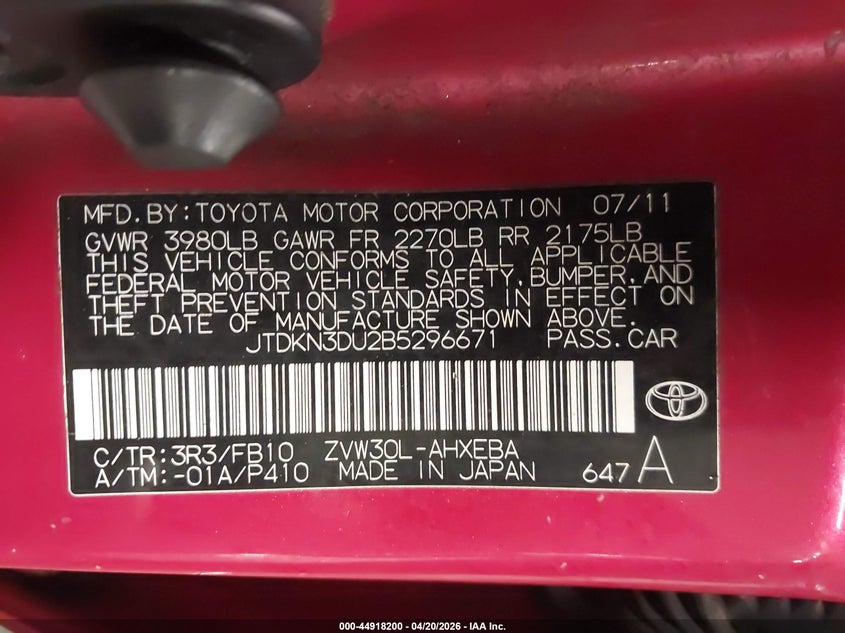 MFD.BY:TOYOTA MOTOR CORPORATION 07/11
GVWR 3980LB GAWR FR 2270LB RR 2175LB
THIS VEHICLE CONFORMS TO ALL APPLICABLE
FEDERAL MOTOR VEHICLE SAFETY,BUMPER,AND
THEFT PREVENTION STANDARDS IN EFFECT ON
THE DATE OF MANUFACTURE SHOWN ABOVE.
JTDKN3DU2B5296671 PASS.CAR
C/TR:3R3/FB10 ZVW30L-AHXEBA
A/TM:-01A/P410 MADE IN JAPAN 647 A
000-44918200 - 04/20/2026 - IAA Inc.